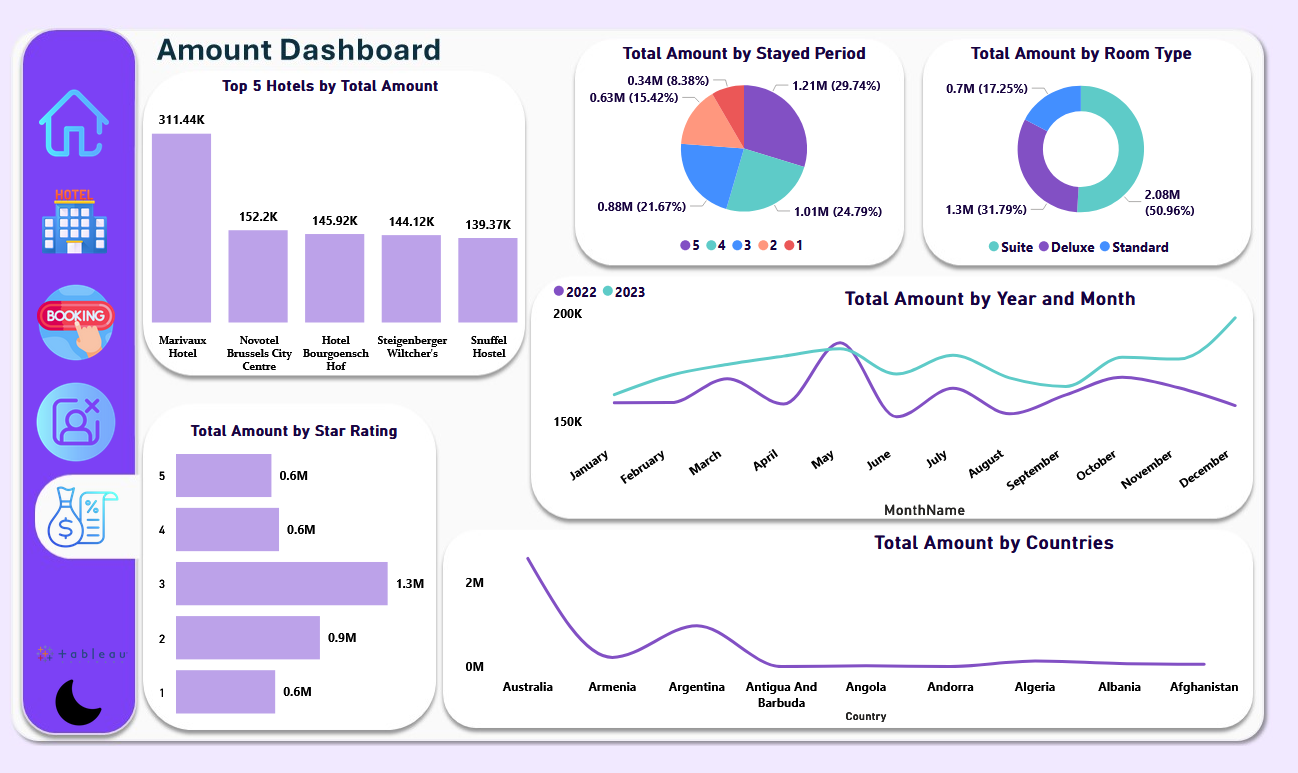 Amount Dashboard
HOTEL
BOOKING
%
$
+ableau
Top 5 Hotels by Total Amount
311.44K
152.2K
145.92K
144.12K
139.37K
Marivaux
Hotel
Novotel
Brussels City
Centre
Hotel
Bourgoensch
Hof
Steigenberger
Wiltcher's
Snuffel
Hostel
Total Amount by Stayed Period
0.34M (8.38%)
0.63M (15.42%)
1.21M (29.74%)
0.88M (21.67%)
1.01M (24.79%)
5 4 3 2 1
Total Amount by Room Type
0.7M (17.25%)
1.3M (31.79%)
2.08M
(50.96%)
Suite Deluxe Standard
2022 2023
Total Amount by Year and Month
200K
150K
January
February
March
April
May
June
July
August
September
October
November
December
MonthName
Total Amount by Star Rating
5 0.6M
4 0.6M
3 1.3M
2 0.9M
1 0.6M
Total Amount by Countries
2M
0M
Australia
Armenia
Argentina
Antigua And
Barbuda
Angola
Andorra
Algeria
Albania
Afghanistan
Country